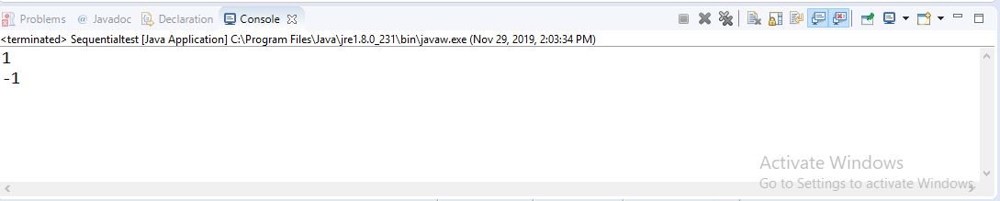 Problems @ Javadoc Declaration Console
<terminated> Sequentialtest [Java Application] C:\Program Files\Java\jre1.8.0_231\bin\javaw.exe (Nov 29, 2019, 2:03:34 PM)
1
-1
Activate Windows
Go to Settings to activate Windows.